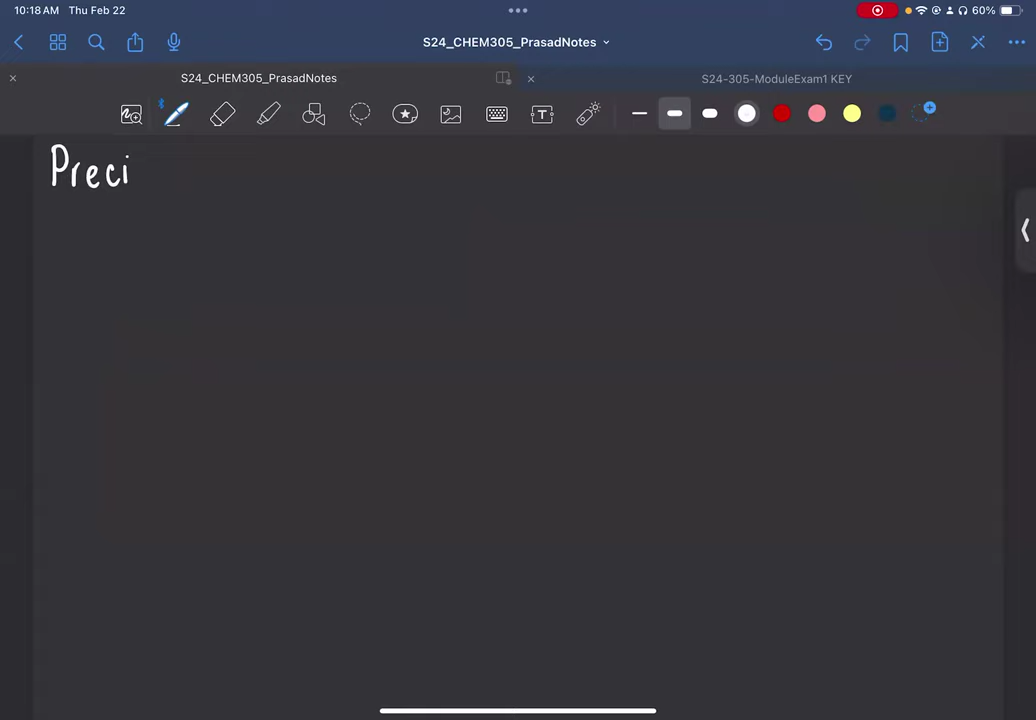 10:18 AM Thu Feb 22
60%
S24_CHEM305_PrasadNotes
S24_CHEM305_PrasadNotes
S24-305-ModuleExam1 KEY
Preci